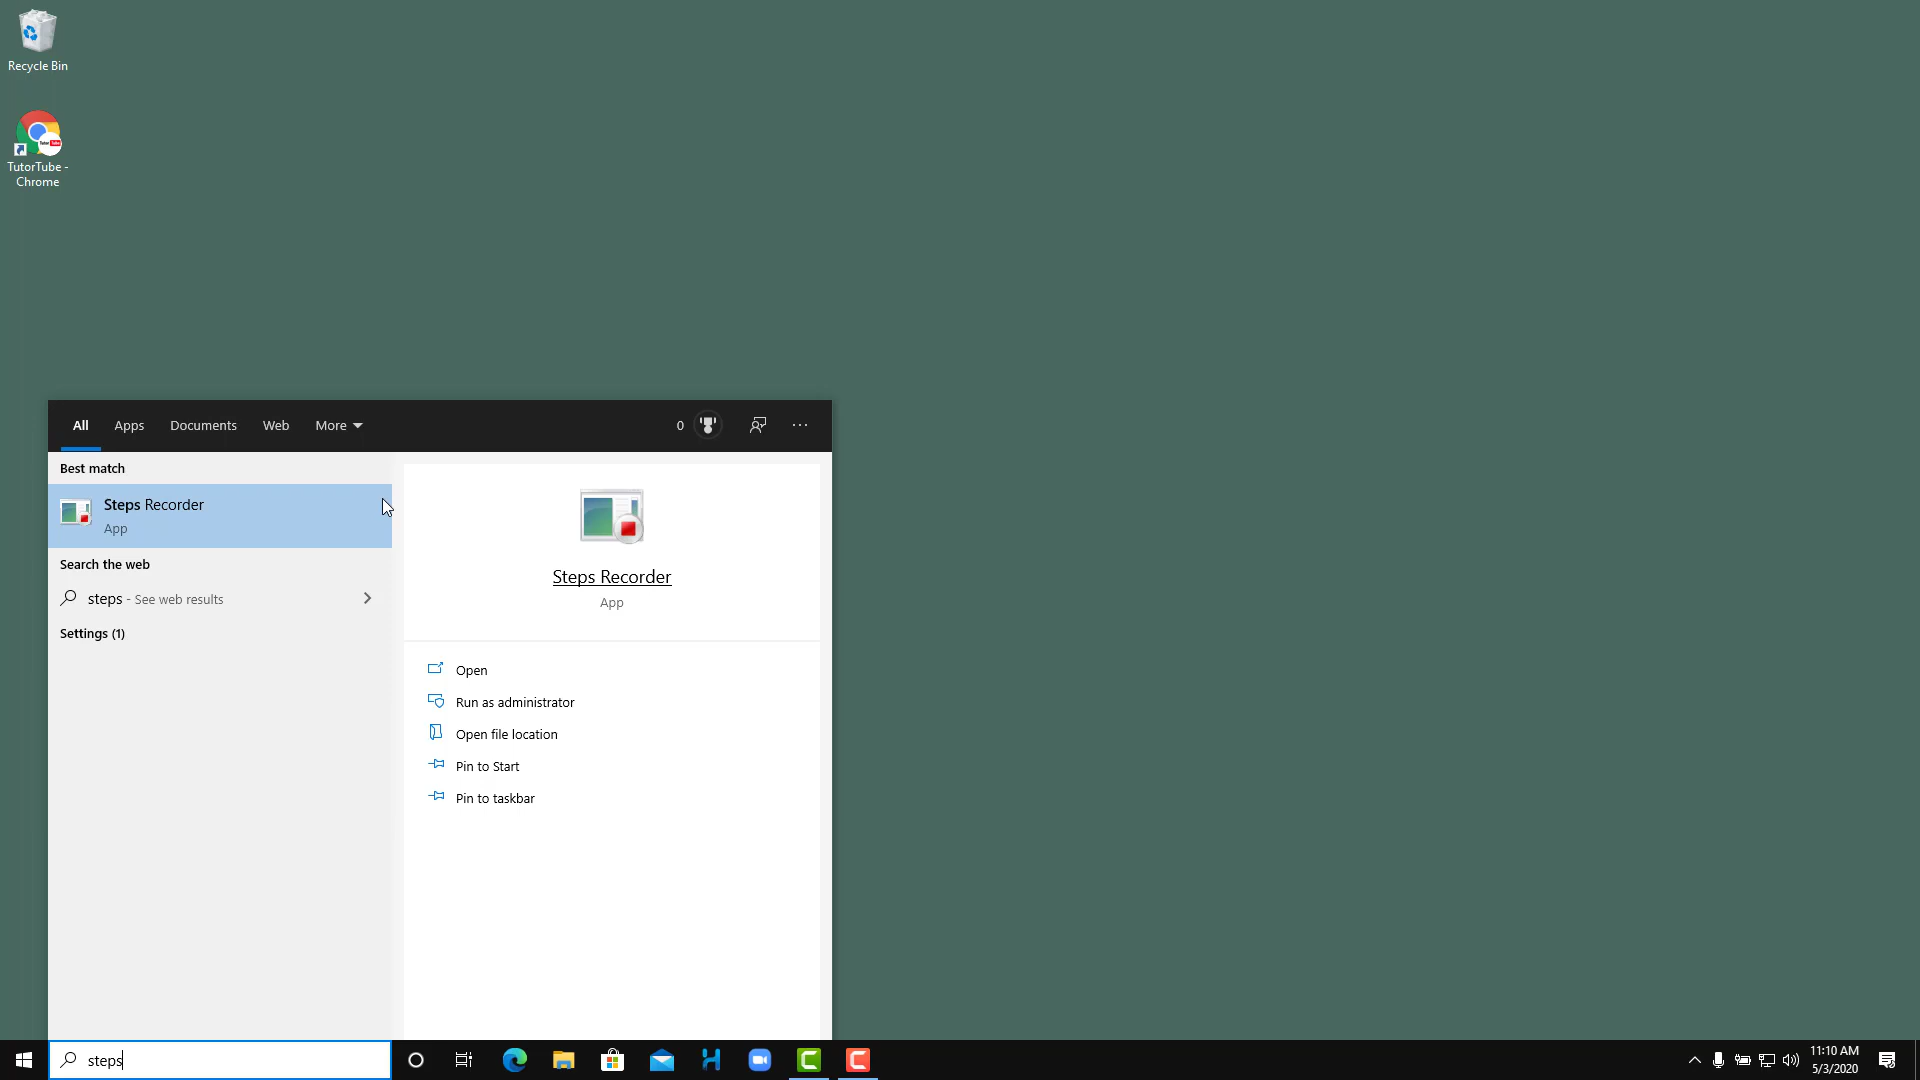 Recycle Bin
TutorTube -
Chrome
All
Apps
Documents
Web
More
0
Best match
Steps Recorder
App
Search the web
steps - See web results
Settings (1)
Steps Recorder
App
Open
Run as administrator
Open file location
Pin to Start
Pin to taskbar
steps
11:10 AM
5/3/2020